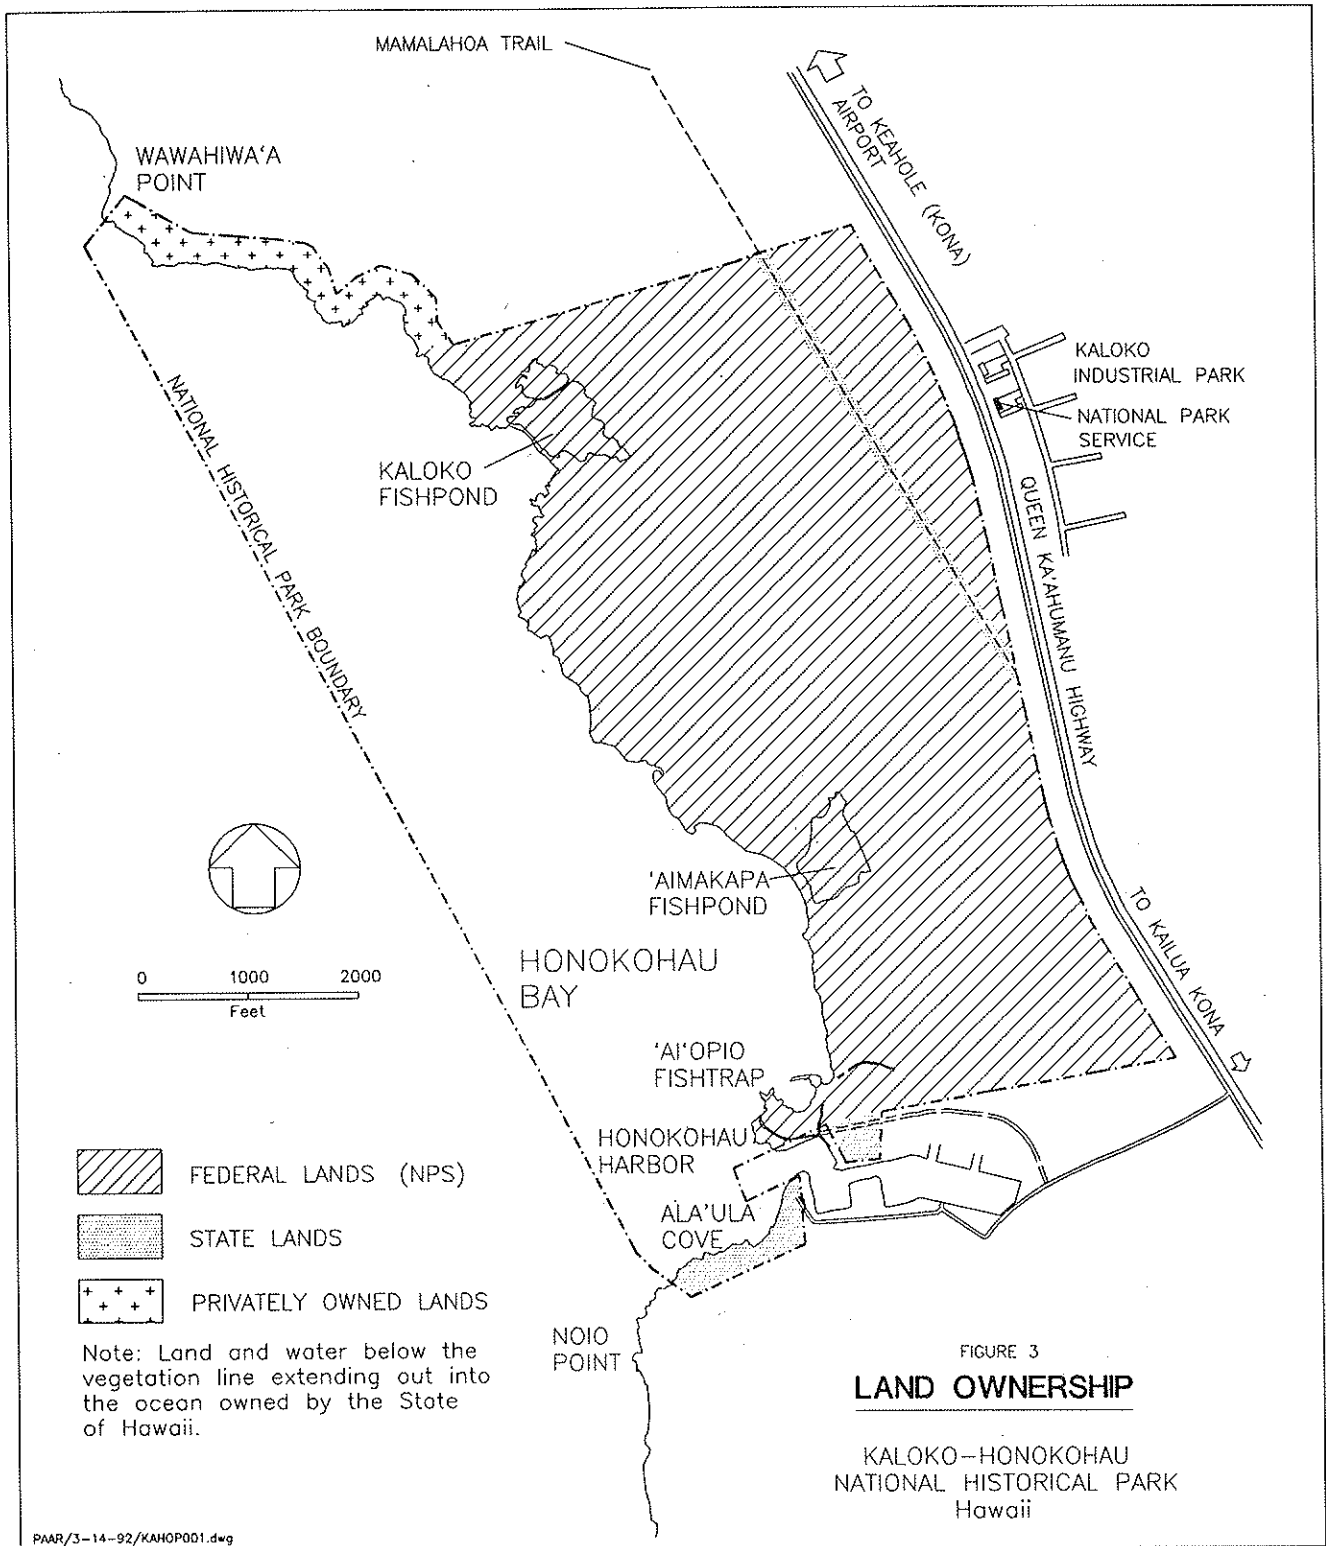 MAMALAHOA TRAIL
TO KEAHOLE (KONA)
AIRPORT
WAWAHIWA'A
POINT
KALOKO
INDUSTRIAL PARK
NATIONAL PARK
SERVICE
NATIONAL HISTORICAL PARK BOUNDARY
KALOKO
FISHPOND
QUEEN KA'AHUMANU HIGHWAY
'AIMAKAPA
FISHPOND
TO KAILUA KONA
HONOKOHAU
BAY
0 1000 2000
Feet
'AI'OPIO
FISHTRAP
HONOKOHAU
HARBOR
ALA'ULA
COVE
FEDERAL LANDS (NPS)
STATE LANDS
PRIVATELY OWNED LANDS
Note: Land and water below the
vegetation line extending out into
the ocean owned by the State
of Hawaii.
NOIO
POINT
FIGURE 3
LAND OWNERSHIP
KALOKO-HONOKOHAU
NATIONAL HISTORICAL PARK
Hawaii
PAAR/3-14-92/KAHOP001.dwg